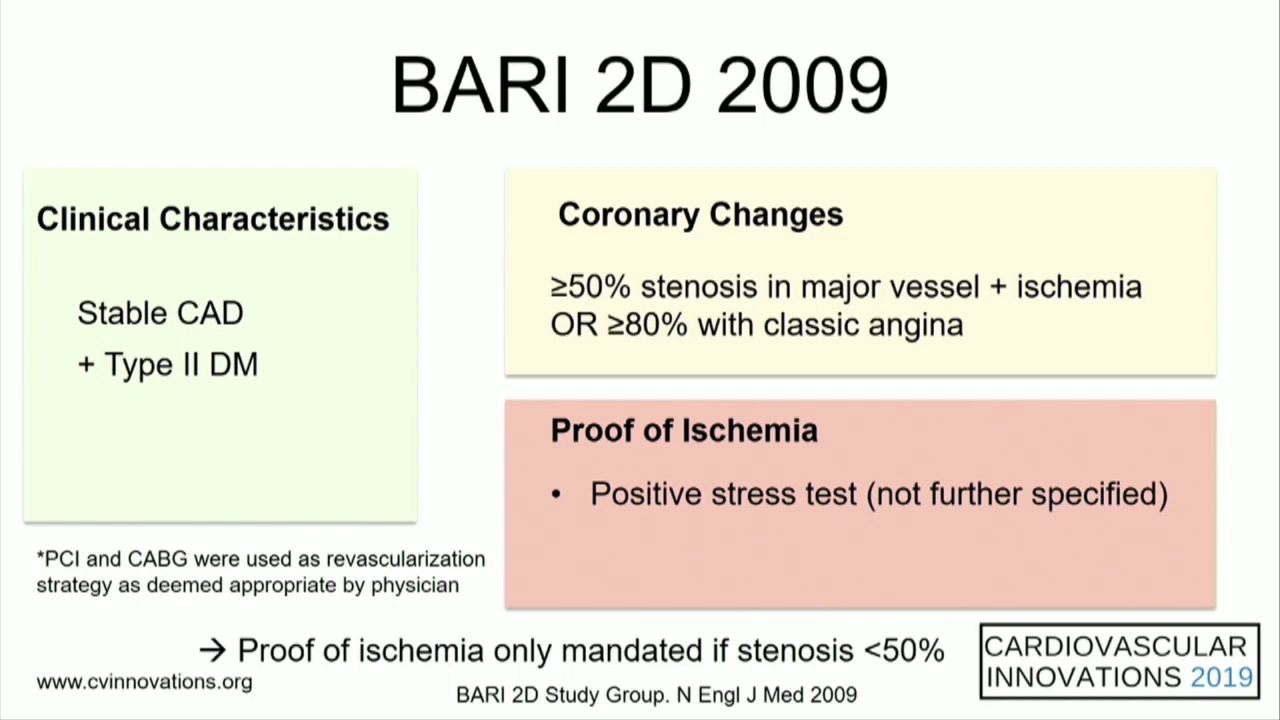 BARI 2D 2009
Clinical Characteristics
Stable CAD
+ Type II DM
*PCI and CABG were used as revascularization
strategy as deemed appropriate by physician
Coronary Changes
≥50% stenosis in major vessel + ischemia
OR ≥80% with classic angina
Proof of Ischemia
• Positive stress test (not further specified)
→ Proof of ischemia only mandated if stenosis <50%
www.cvinnovations.org
BARI 2D Study Group. N Engl J Med 2009
CARDIOVASCULAR
INNOVATIONS 2019